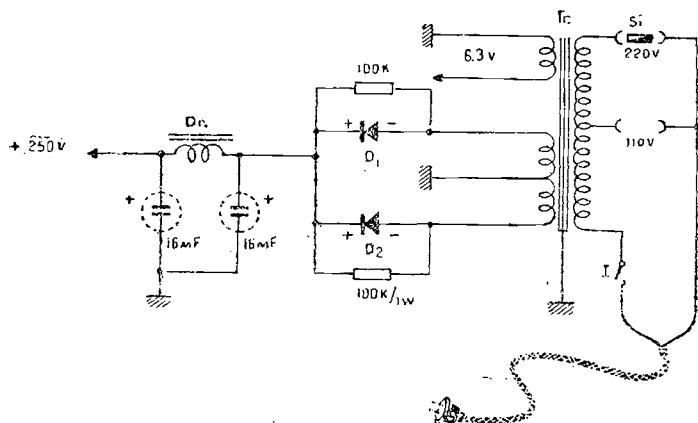 Tr.
Si
6.3 V
220V
100K
110V
Dr.
+ 250 v
+ -
D1
+ -
D2
+
+
16mF
16mF
100K/1W
I